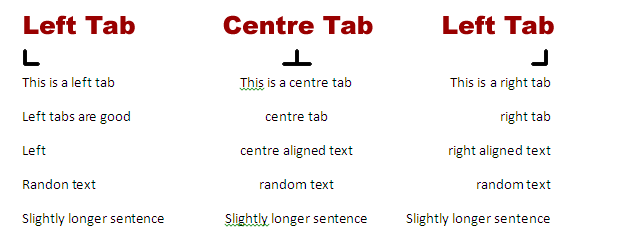 Left Tab Centre Tab Left Tab
This is a left tab This is a centre tab This is a right tab
Left tabs are good centre tab right tab
Left centre aligned text right aligned text
Randon text random text random text
Slightly longer sentence Slightly longer sentence Slightly longer sentence